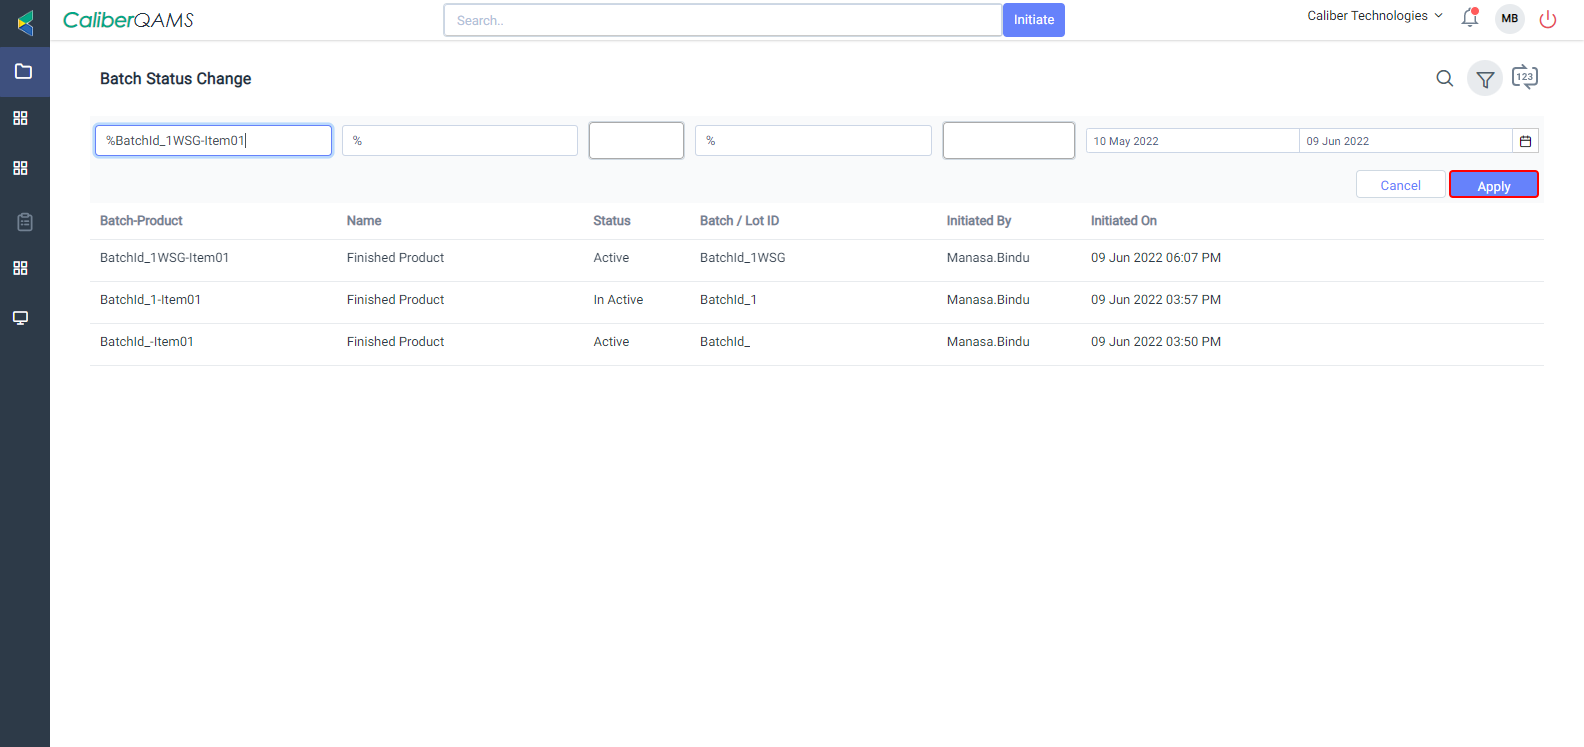 CaliberQAMS
Search..
Initiate
Caliber Technologies
MB
Batch Status Change
123
%BatchId_1WSG-Item01
%
%
10 May 2022
09 Jun 2022
Cancel
Apply
Batch-Product Name Status Batch / Lot ID Initiated By Initiated On
BatchId_1WSG-Item01 Finished Product Active BatchId_1WSG Manasa.Bindu 09 Jun 2022 06:07 PM
BatchId_1-Item01 Finished Product In Active BatchId_1 Manasa.Bindu 09 Jun 2022 03:57 PM
BatchId_-Item01 Finished Product Active BatchId_ Manasa.Bindu 09 Jun 2022 03:50 PM